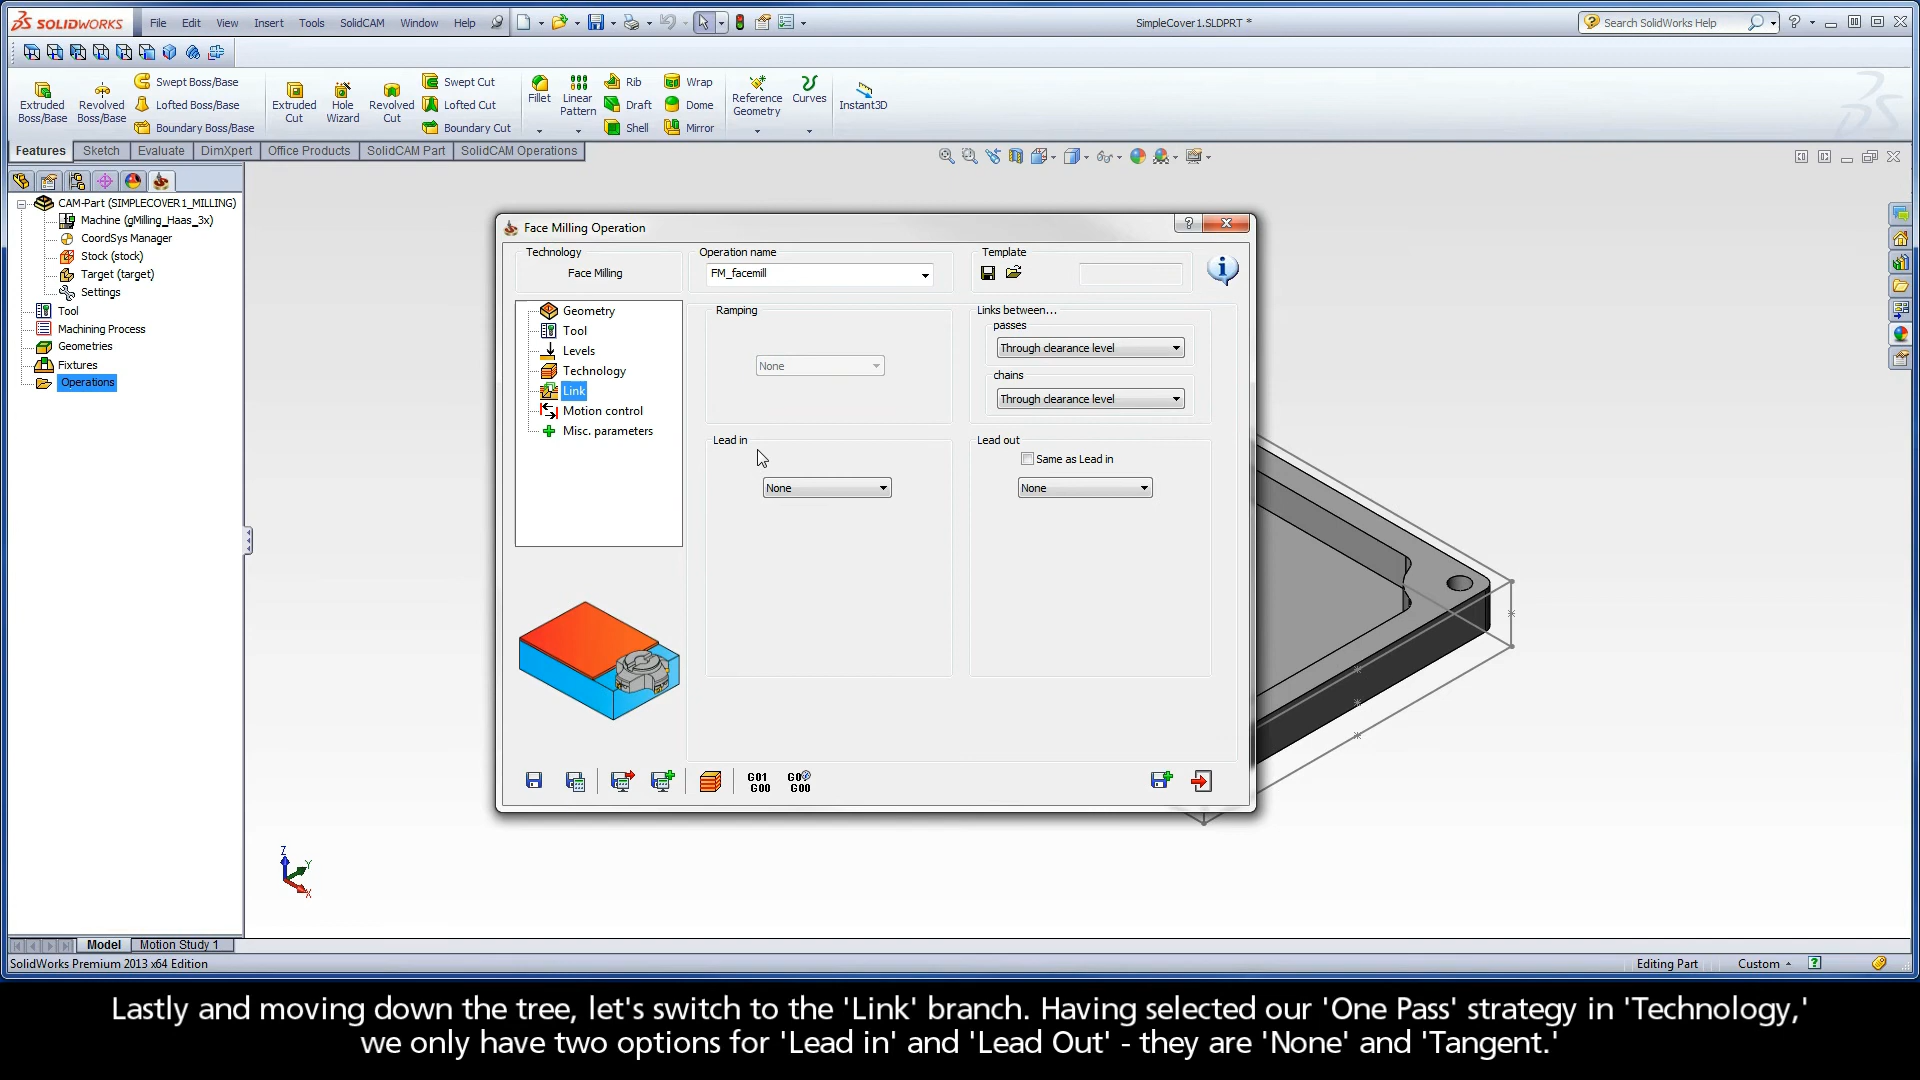 SOLIDWORKS File Edit View Insert Tools SolidCAM Window Help SimpleCover1.SLDPRT * Search SolidWorks Help
Extruded Boss/Base
Revolved Boss/Base
Swept Boss/Base
Lofted Boss/Base
Boundary Boss/Base
Extruded Cut
Hole Wizard
Revolved Cut
Swept Cut
Lofted Cut
Boundary Cut
Fillet
Linear Pattern
Rib
Draft
Shell
Wrap
Dome
Mirror
Reference Geometry
Curves
Instant3D
Features Sketch Evaluate DimXpert Office Products SolidCAM Part SolidCAM Operations
CAM-Part (SIMPLECOVER1_MILLING)
Machine (gMilling_Haas_3x)
CoordSys Manager
Stock (stock)
Target (target)
Settings
Tool
Machining Process
Geometries
Fixtures
Operations
Face Milling Operation
Technology
Face Milling
Operation name
FM_facemill
Template
Geometry
Tool
Levels
Technology
Link
Motion control
Misc. parameters
Ramping
None
Links between...
passes
Through clearance level
chains
Through clearance level
Lead in
None
Lead out
Same as Lead in
None
G01 G00
G00 G00
Z
Y
X
Model Motion Study 1
SolidWorks Premium 2013 x64 Edition Editing Part Custom
Lastly and moving down the tree, let's switch to the 'Link' branch. Having selected our 'One Pass' strategy in 'Technology,'
we only have two options for 'Lead in' and 'Lead Out' - they are 'None' and 'Tangent.'